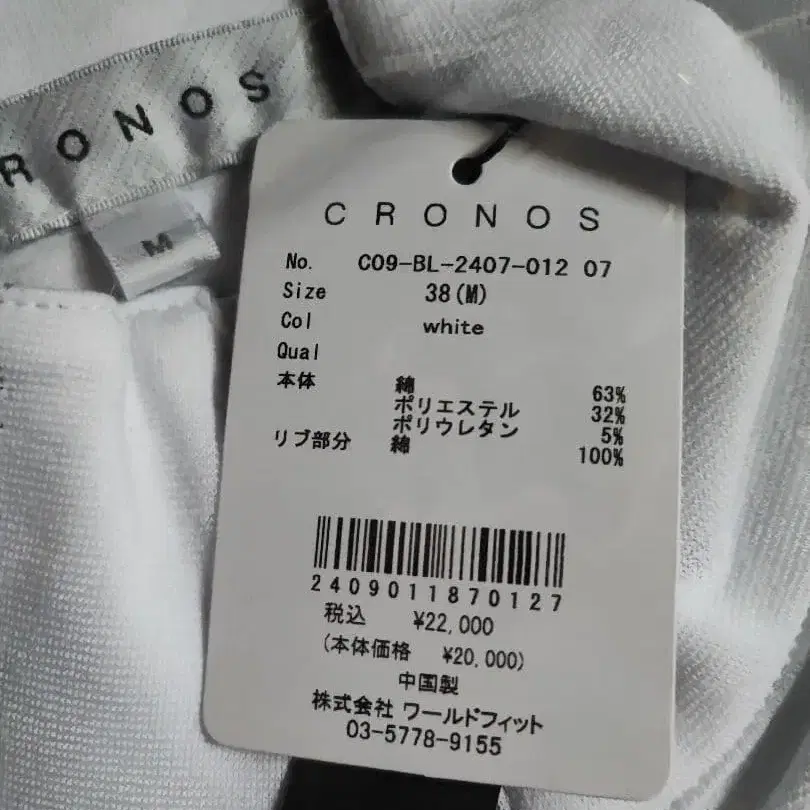 CRONOS
M
CRONOS
No. C09-BL-2407-012 07
Size 38(M)
Col white
Qual
本体 綿 63%
ポリエステル 32%
ポリウレタン 5%
リブ部分 綿 100%
2409011870127
税込 ¥22,000
(本体価格 ¥20,000)
中国製
株式会社 ワールドフィット
03-5778-9155